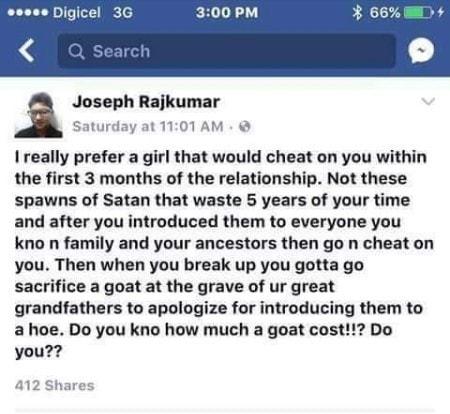 Digicel 3G 3:00 PM 66%
Search
Joseph Rajkumar
Saturday at 11:01 AM ·
I really prefer a girl that would cheat on you within
the first 3 months of the relationship. Not these
spawns of Satan that waste 5 years of your time
and after you introduced them to everyone you
kno n family and your ancestors then go n cheat on
you. Then when you break up you gotta go
sacrifice a goat at the grave of ur great
grandfathers to apologize for introducing them to
a hoe. Do you kno how much a goat cost!!? Do
you??
412 Shares